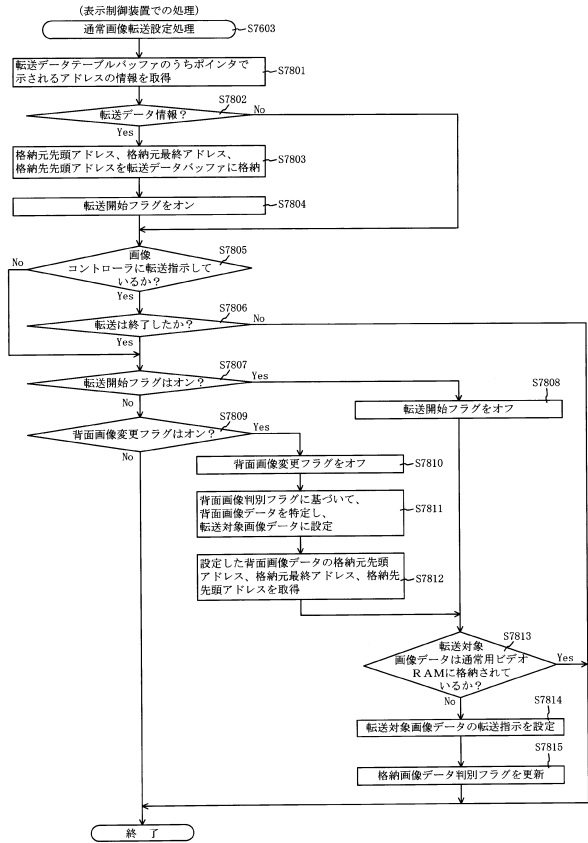 (表示制御装置での処理)
通常画像転送設定処理
S7603
転送データテーブルバッファのうちポインタで
示されるアドレスの情報を取得
S7801
S7802
転送データ情報?
No
Yes
格納元先頭アドレス、格納元最終アドレス、
格納先先頭アドレスを転送データバッファに格納
S7803
転送開始フラグをオン
S7804
S7805
画像
コントローラに転送指示して
いるか?
No
Yes
S7806
転送は終了したか?
No
Yes
S7807
転送開始フラグはオン?
Yes
No
S7808
転送開始フラグをオフ
S7809
背面画像変更フラグはオン?
Yes
No
背面画像変更フラグをオフ
S7810
背面画像判別フラグに基づいて、
背面画像データを特定し、
転送対象画像データに設定
S7811
設定した背面画像データの格納元先頭
アドレス、格納元最終アドレス、格納先
先頭アドレスを取得
S7812
S7813
転送対象
画像データは通常用ビデオ
RAMに格納されて
いるか?
Yes
No
S7814
転送対象画像データの転送指示を設定
S7815
格納画像データ判別フラグを更新
終 了